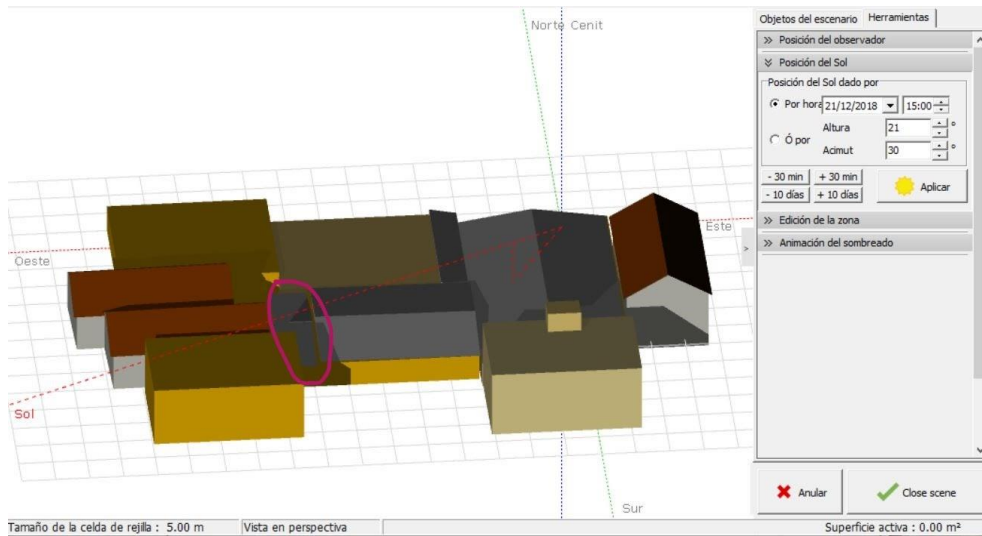 Norte Cenit
Este
Oeste
Sol
Sur
Objetos del escenario Herramientas
Posición del observador
Posición del Sol
Posición del Sol dado por
Por hora 21/12/2018 15:00
Ó por
Altura 21 °
Acimut 30 °
- 30 min + 30 min
- 10 días + 10 días
Aplicar
Edición de la zona
Animación del sombreado
Anular
Close scene
Tamaño de la celda de rejilla : 5.00 m Vista en perspectiva Superficie activa : 0.00 m²